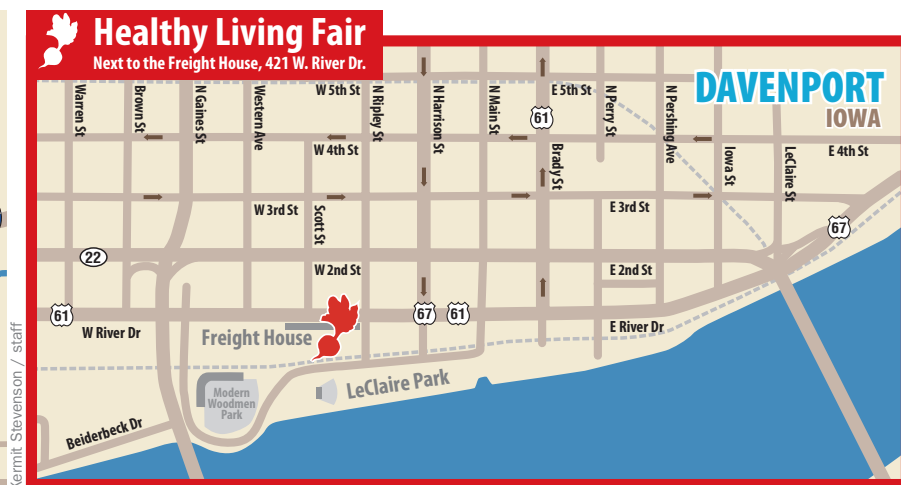 Healthy Living Fair
Next to the Freight House, 421 W. River Dr.
DAVENPORT
IOWA
Warren St
Brown St
N Gaines St
Western Ave
W 5th St
N Ripley St
N Harrison St
N Main St
E 5th St
61
N Perry St
N Pershing Ave
W 4th St
Brady St
Iowa St
LeClaire St
E 4th St
W 3rd St
Scott St
E 3rd St
67
22
W 2nd St
E 2nd St
61
W River Dr
Freight House
67
61
E River Dr
Modern
Woodmen
Park
LeClaire Park
Beiderbeck Dr
Kermit Stevenson / staff